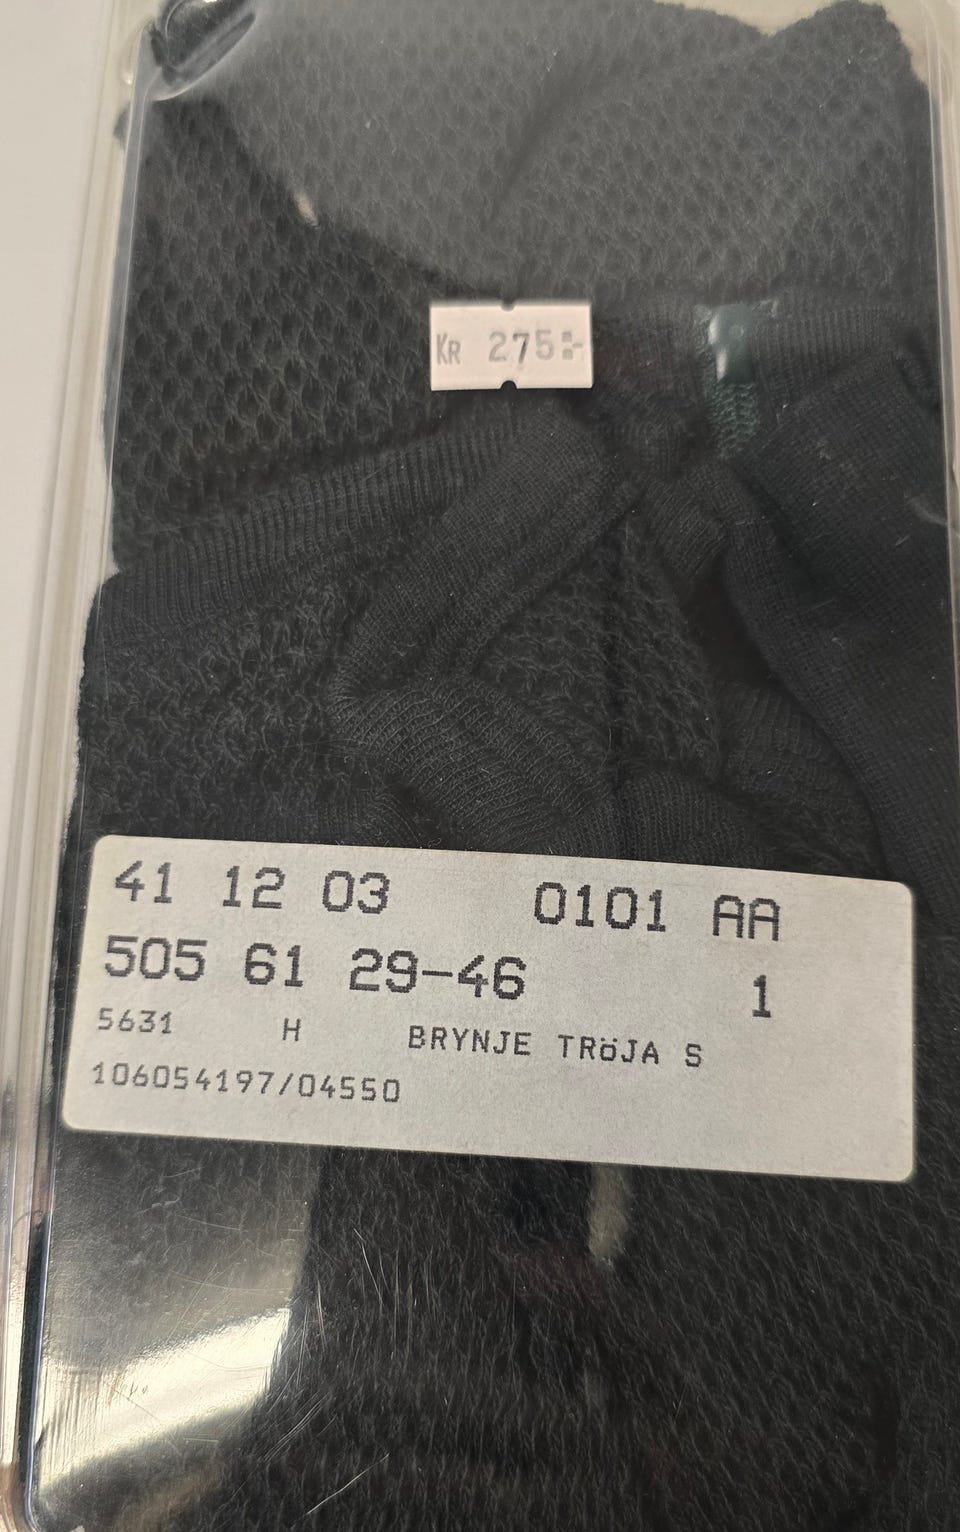 KR 275:-
41 12 03 0101 AA
505 61 29-46 1
5631 H BRYNJE TRöJA S
106054197/04550